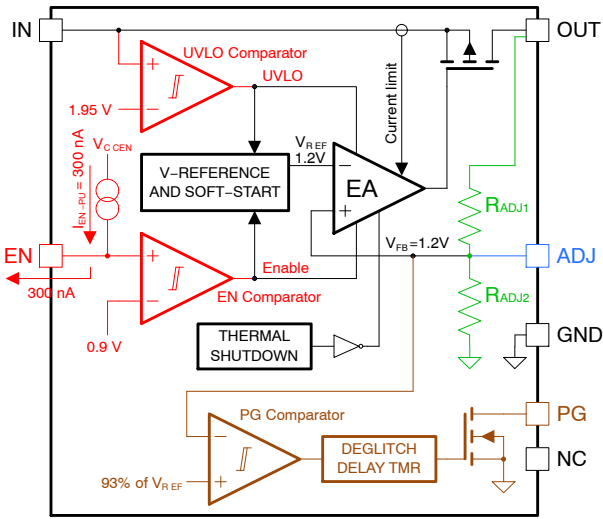 IN
OUT
UVLO Comparator
UVLO
1.95 V
Current limit
VREF
1.2V
VCCEN
IEN-PU = 300 nA
V-REFERENCE
AND SOFT-START
EA
RADJ1
EN
300 nA
VFB=1.2V
ADJ
Enable
EN Comparator
0.9 V
RADJ2
THERMAL
SHUTDOWN
GND
PG Comparator
PG
DEGLITCH
DELAY TMR
NC
93% of VREF